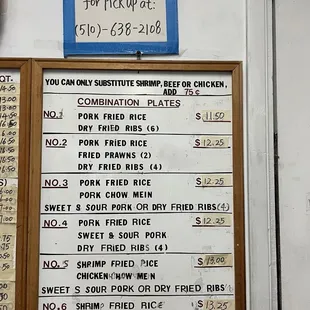 for pickup at:
(510)-638-2108
YOU CAN ONLY SUBSTITUTE SHRIMP, BEEF OR CHICKEN,
ADD 75¢
COMBINATION PLATES
NO.1 PORK FRIED RICE $11.50
DRY FRIED RIBS (6)
NO.2 PORK FRIED RICE $12.25
FRIED PRAWNS (2)
DRY FRIED RIBS (4)
NO.3 PORK FRIED RICE $12.25
PORK CHOW MEIN
SWEET & SOUR PORK OR DRY FRIED RIBS(4)
NO.4 PORK FRIED RICE $12.25
SWEET & SOUR PORK
DRY FRIED RIBS (4)
NO.5 SHRIMP FRIED RICE $13.00
CHICKEN CHOW MEIN
SWEET & SOUR PORK OR DRY FRIED RIBS
NO.6 SHRIMP FRIED RICE $13.25
QT.